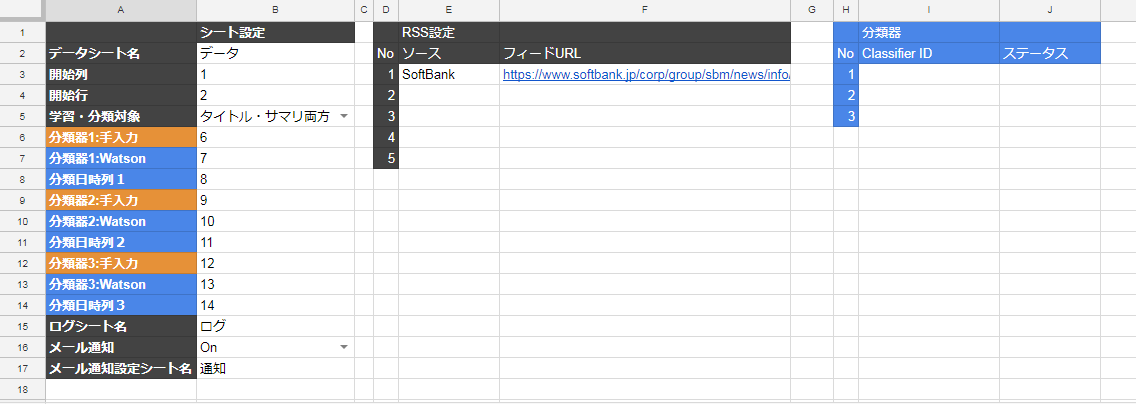 A B C D E F G H I J
1 シート設定 RSS設定 分類器
2 データシート名 データ No ソース フィードURL No Classifier ID ステータス
3 開始列 1 1 SoftBank https://www.softbank.jp/corp/group/sbm/news/info/ 1
4 開始行 2 2 2
5 学習・分類対象 タイトル・サマリ両方 3 3
6 分類器1:手入力 6 4
7 分類器1:Watson 7 5
8 分類日時列１ 8
9 分類器2:手入力 9
10 分類器2:Watson 10
11 分類日時列２ 11
12 分類器3:手入力 12
13 分類器3:Watson 13
14 分類日時列３ 14
15 ログシート名 ログ
16 メール通知 On
17 メール通知設定シート名 通知
18